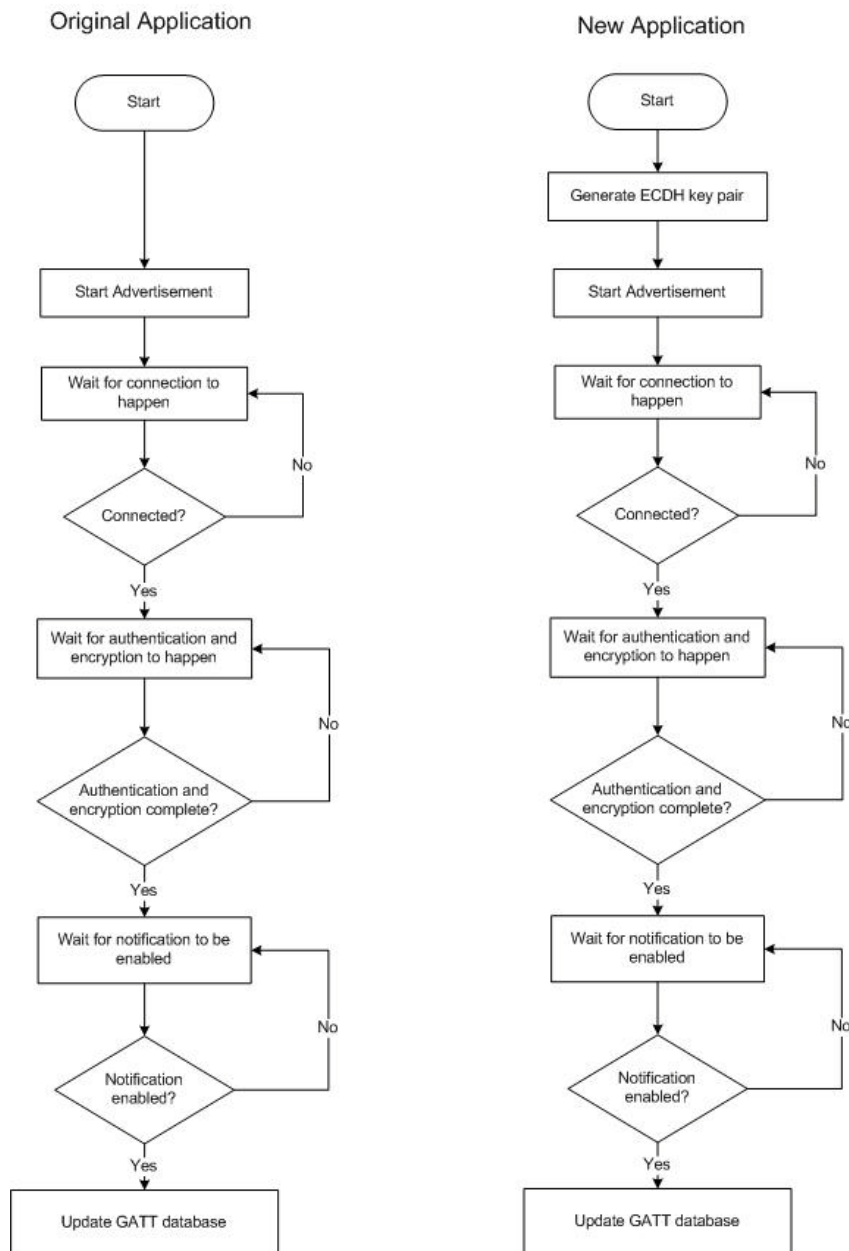 Original Application
Start
Start Advertisement
Wait for connection to
happen
No
Connected?
Yes
Wait for authentication and
encryption to happen
No
Authentication and
encryption complete?
Yes
Wait for notification to be
enabled
No
Notification
enabled?
Yes
Update GATT database
New Application
Start
Generate ECDH key pair
Start Advertisement
Wait for connection to
happen
No
Connected?
Yes
Wait for authentication and
encryption to happen
No
Authentication and
encryption complete?
Yes
Wait for notification to be
enabled
No
Notification
enabled?
Yes
Update GATT database